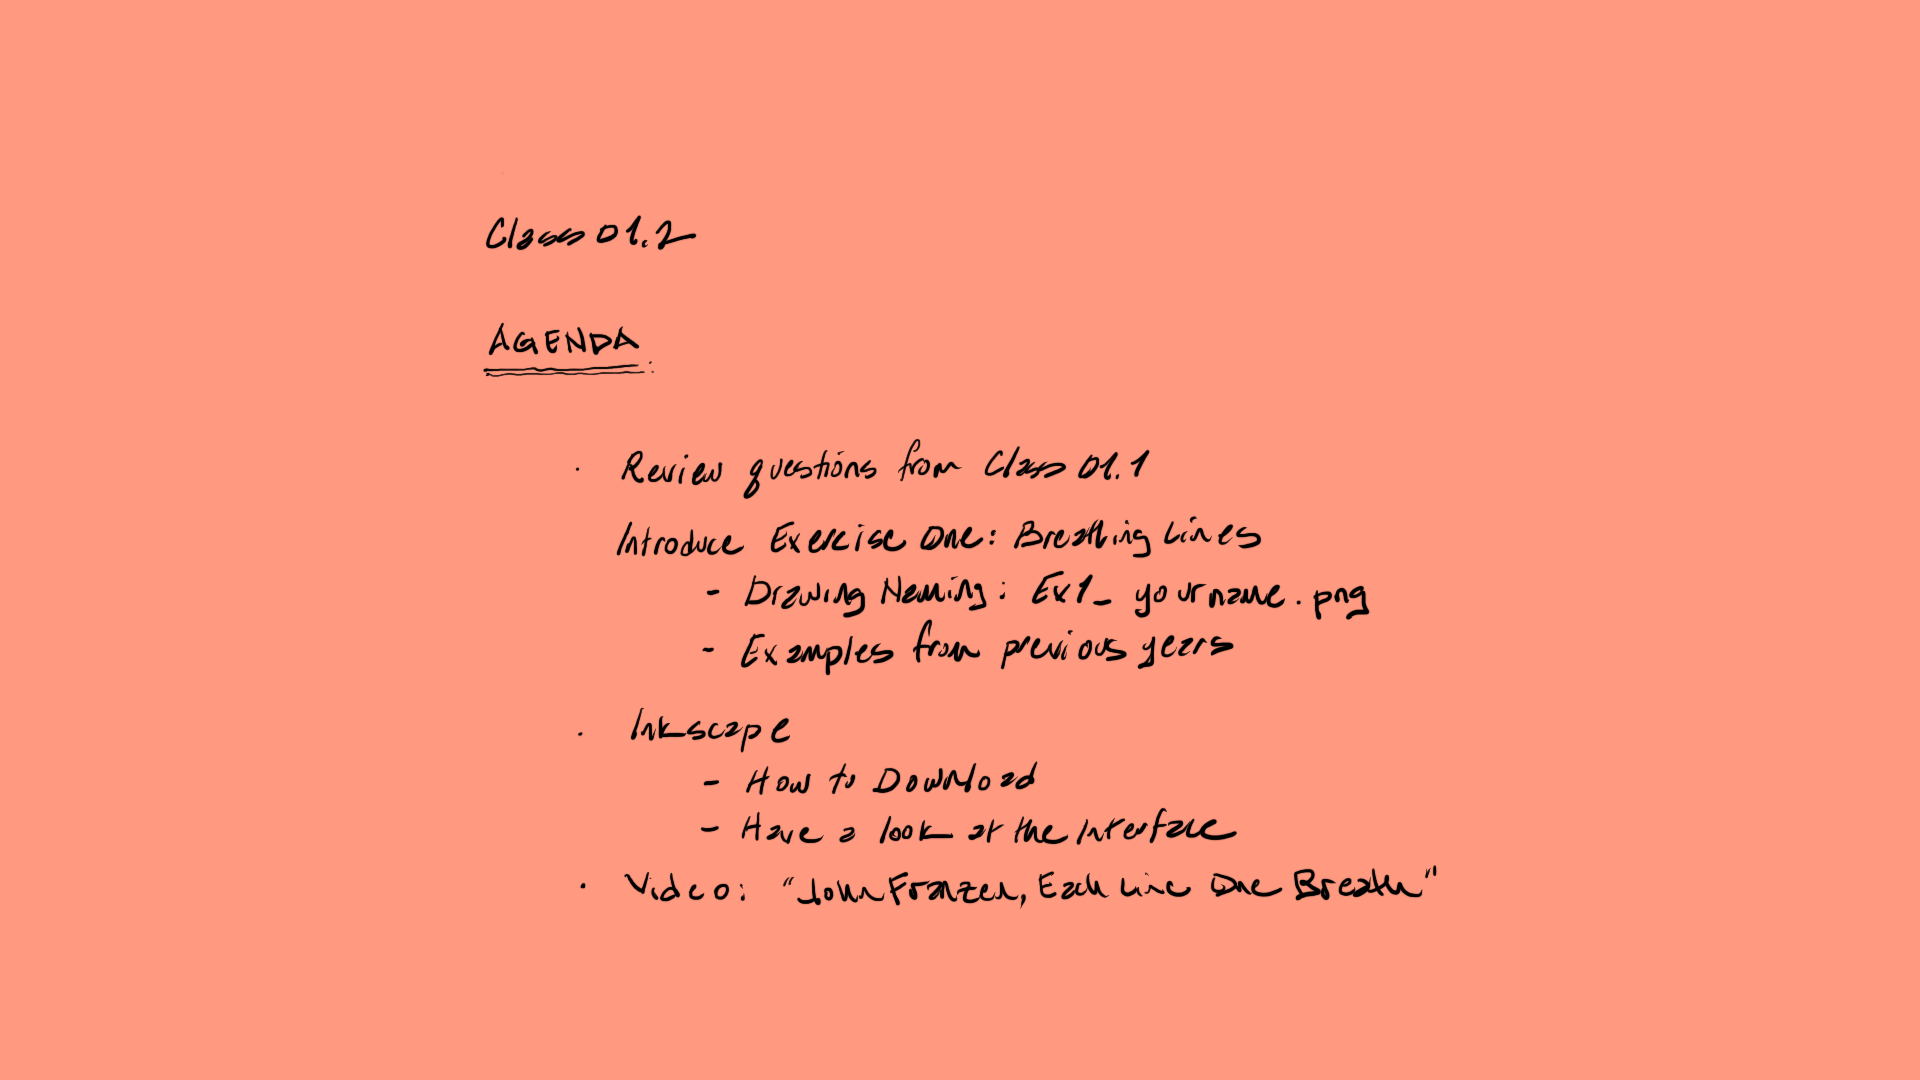 Class 01.2
AGENDA:
· Review questions from Class 01.1
Introduce Exercise One: Breathing Lines
- Drawing Naming: Ex1_yourname.png
- Examples from previous years
· Inkscape
- How to Download
- Have a look at the Interface
· Video: "John Franzen, Each Line One Breath"